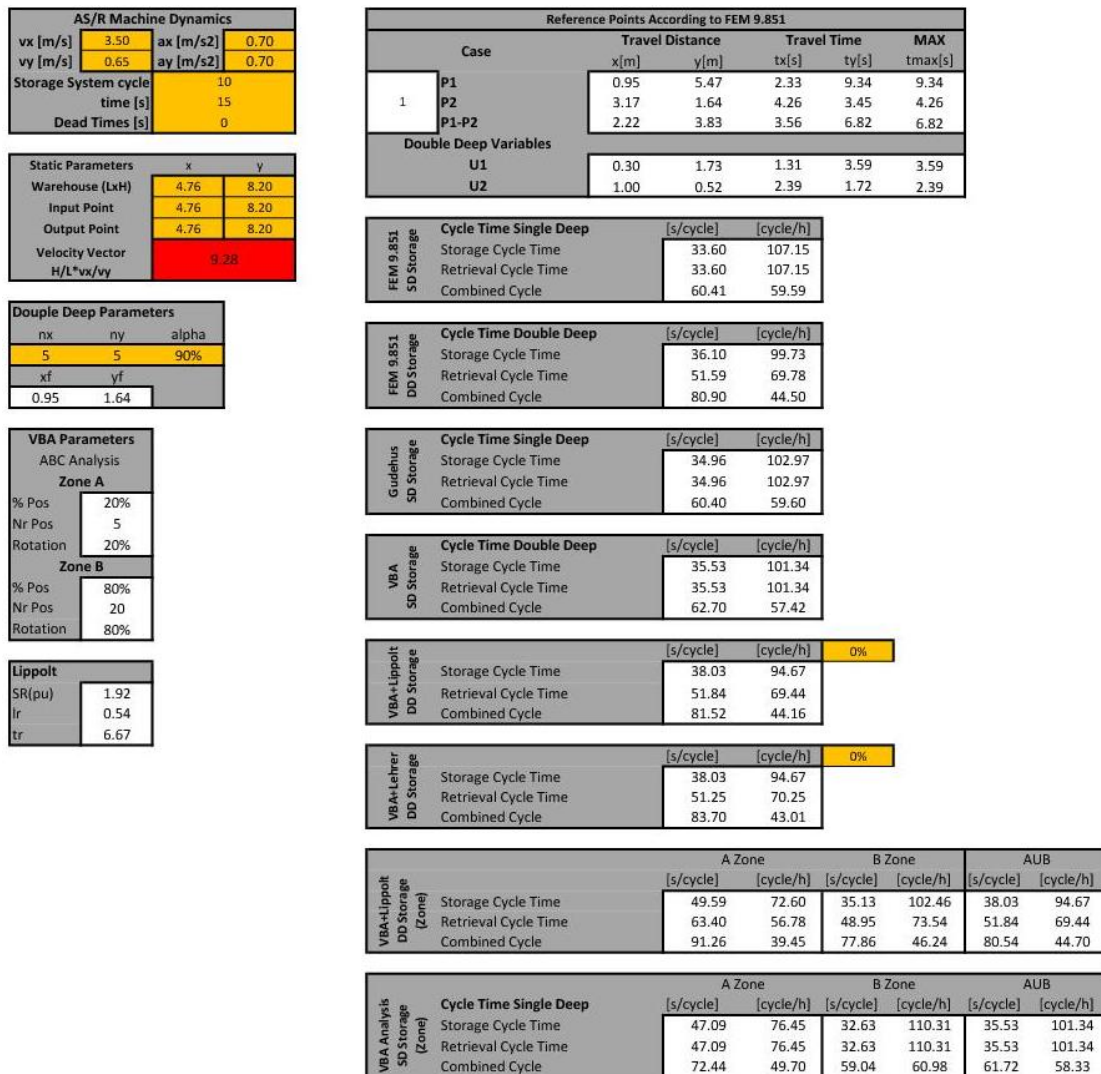 AS/R Machine Dynamics
vx [m/s] 3.50 ax [m/s2] 0.70
vy [m/s] 0.65 ay [m/s2] 0.70
Storage System cycle 10
time [s] 15
Dead Times [s] 0
Static Parameters x y
Warehouse (LxH) 4.76 8.20
Input Point 4.76 8.20
Output Point 4.76 8.20
Velocity Vector
H/L*vx/vy 9.28
Douple Deep Parameters
nx ny alpha
5 5 90%
xf yf
0.95 1.64
VBA Parameters
ABC Analysis
Zone A
% Pos 20%
Nr Pos 5
Rotation 20%
Zone B
% Pos 80%
Nr Pos 20
Rotation 80%
Lippolt
SR(pu) 1.92
lr 0.54
tr 6.67
Reference Points According to FEM 9.851
Case Travel Distance Travel Time MAX
x[m] y[m] tx[s] ty[s] tmax[s]
P1 0.95 5.47 2.33 9.34 9.34
1 P2 3.17 1.64 4.26 3.45 4.26
P1-P2 2.22 3.83 3.56 6.82 6.82
Double Deep Variables
U1 0.30 1.73 1.31 3.59 3.59
U2 1.00 0.52 2.39 1.72 2.39
FEM 9.851
SD Storage
Cycle Time Single Deep [s/cycle] [cycle/h]
Storage Cycle Time 33.60 107.15
Retrieval Cycle Time 33.60 107.15
Combined Cycle 60.41 59.59
FEM 9.851
DD Storage
Cycle Time Double Deep [s/cycle] [cycle/h]
Storage Cycle Time 36.10 99.73
Retrieval Cycle Time 51.59 69.78
Combined Cycle 80.90 44.50
Gudehus
SD Storage
Cycle Time Single Deep [s/cycle] [cycle/h]
Storage Cycle Time 34.96 102.97
Retrieval Cycle Time 34.96 102.97
Combined Cycle 60.40 59.60
VBA
SD Storage
Cycle Time Double Deep [s/cycle] [cycle/h]
Storage Cycle Time 35.53 101.34
Retrieval Cycle Time 35.53 101.34
Combined Cycle 62.70 57.42
VBA+Lippolt
DD Storage
[s/cycle] [cycle/h] 0%
Storage Cycle Time 38.03 94.67
Retrieval Cycle Time 51.84 69.44
Combined Cycle 81.52 44.16
VBA+Lehrer
DD Storage
[s/cycle] [cycle/h] 0%
Storage Cycle Time 38.03 94.67
Retrieval Cycle Time 51.25 70.25
Combined Cycle 83.70 43.01
VBA+Lippolt
DD Storage
(Zone)
A Zone B Zone AUB
[s/cycle] [cycle/h] [s/cycle] [cycle/h] [s/cycle] [cycle/h]
Storage Cycle Time 49.59 72.60 35.13 102.46 38.03 94.67
Retrieval Cycle Time 63.40 56.78 48.95 73.54 51.84 69.44
Combined Cycle 91.26 39.45 77.86 46.24 80.54 44.70
VBA Analysis
SD Storage
(Zone)
A Zone B Zone AUB
Cycle Time Single Deep [s/cycle] [cycle/h] [s/cycle] [cycle/h] [s/cycle] [cycle/h]
Storage Cycle Time 47.09 76.45 32.63 110.31 35.53 101.34
Retrieval Cycle Time 47.09 76.45 32.63 110.31 35.53 101.34
Combined Cycle 72.44 49.70 59.04 60.98 61.72 58.33